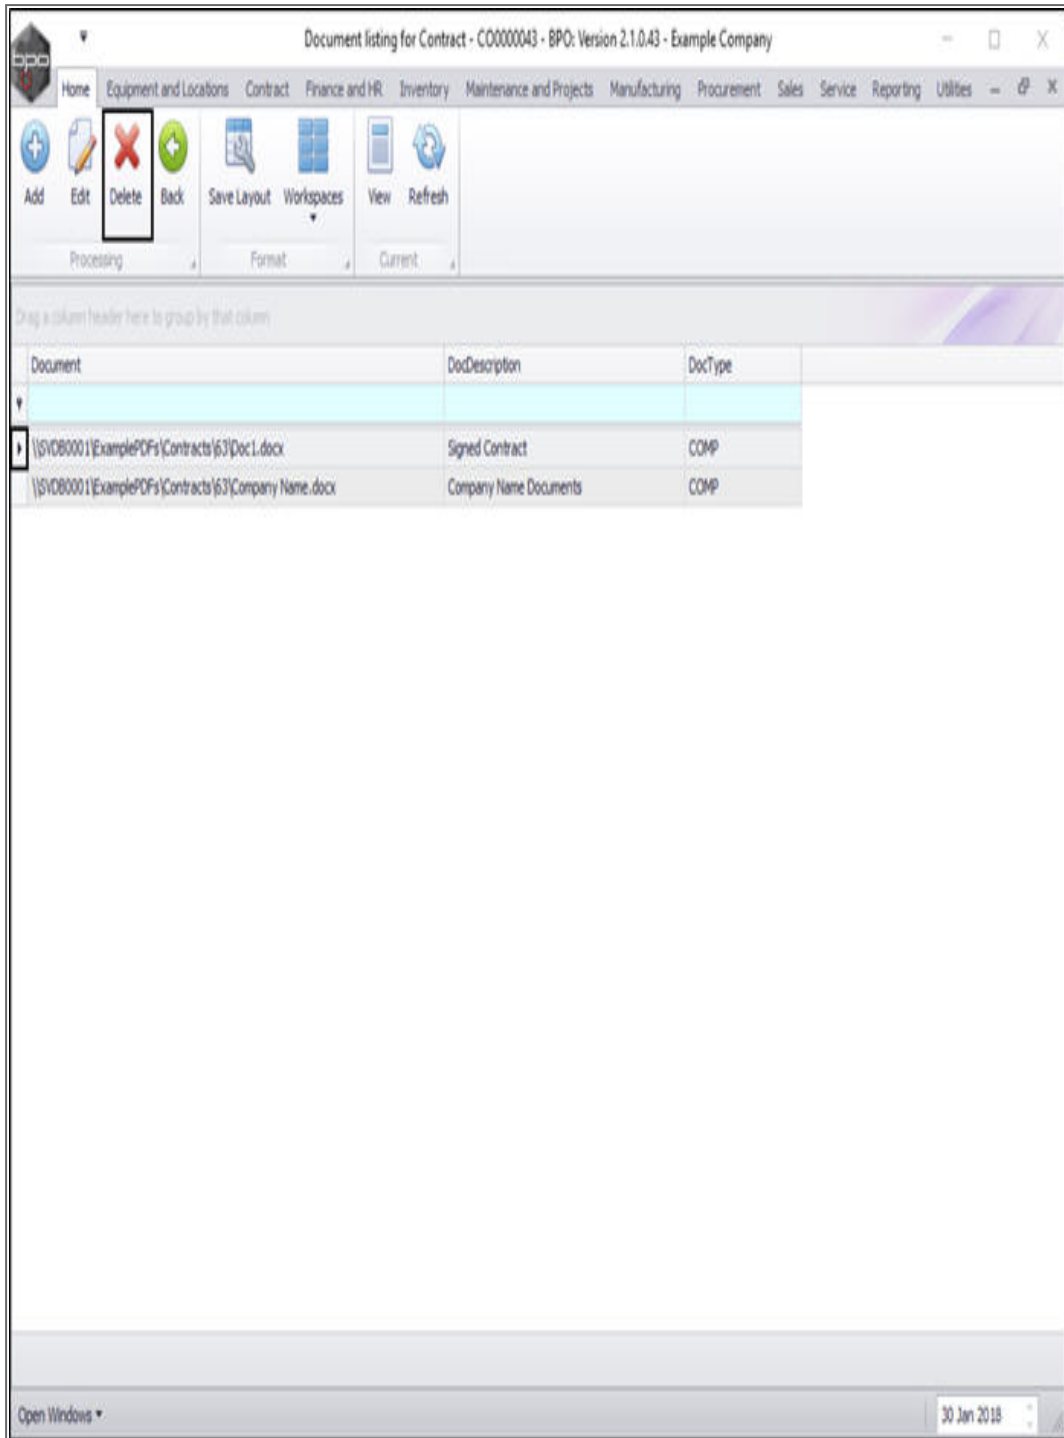 Document listing for Contract - CO0000043 - BPO: Version 2.1.0.43 - Example Company
bpo
Home Equipment and Locations Contract Finance and HR Inventory Maintenance and Projects Manufacturing Procurement Sales Service Reporting Utilities
Add Edit Delete Back Save Layout Workspaces View Refresh
Processing Format Current
Drag a column header here to group by that column
Document DocDescription DocType
\\SVDB0001\ExamplePDFs\Contracts\63\Doc1.docx Signed Contract COMP
\\SVDB0001\ExamplePDFs\Contracts\63\Company Name.docx Company Name Documents COMP
Open Windows 30 Jan 2018